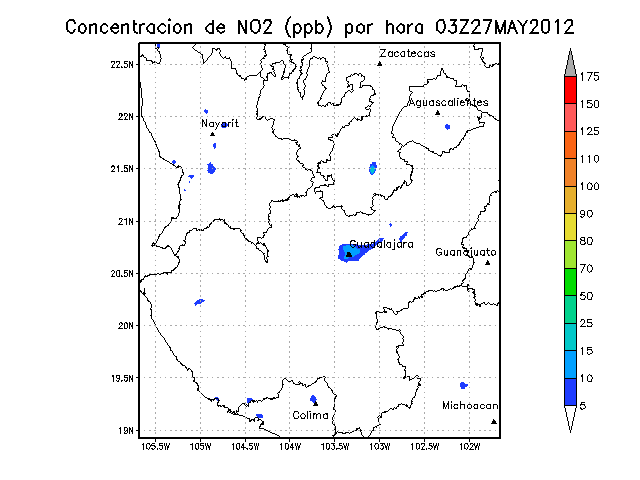 Concentracion de NO2 (ppb) por hora 03Z27MAY2012
Zacatecas
22.5N
175
150
Aguascalientes
22N
Nayarit
125
110
21.5N
100
90
21N
80
Guadalajara
Guanajuato
70
20.5N
50
20N
25
15
19.5N
10
Michoacan
5
Colima
19N
105.5W 105W 104.5W 104W 103.5W 103W 102.5W 102W